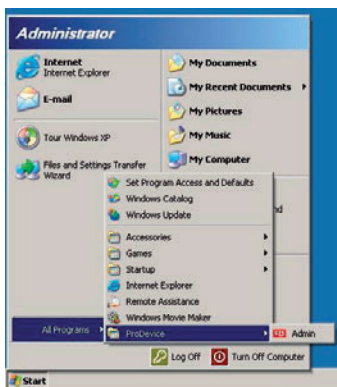 Administrator
Internet
Internet Explorer
E-mail
Tour Windows XP
Files and Settings Transfer
Wizard
My Documents
My Recent Documents
My Pictures
My Music
My Computer
nd
Set Program Access and Defaults
Windows Catalog
Windows Update
Accessories
Games
Startup
Internet Explorer
Remote Assistance
Windows Movie Maker
ProDevice
Admin
All Programs
Log Off
Turn Off Computer
Start